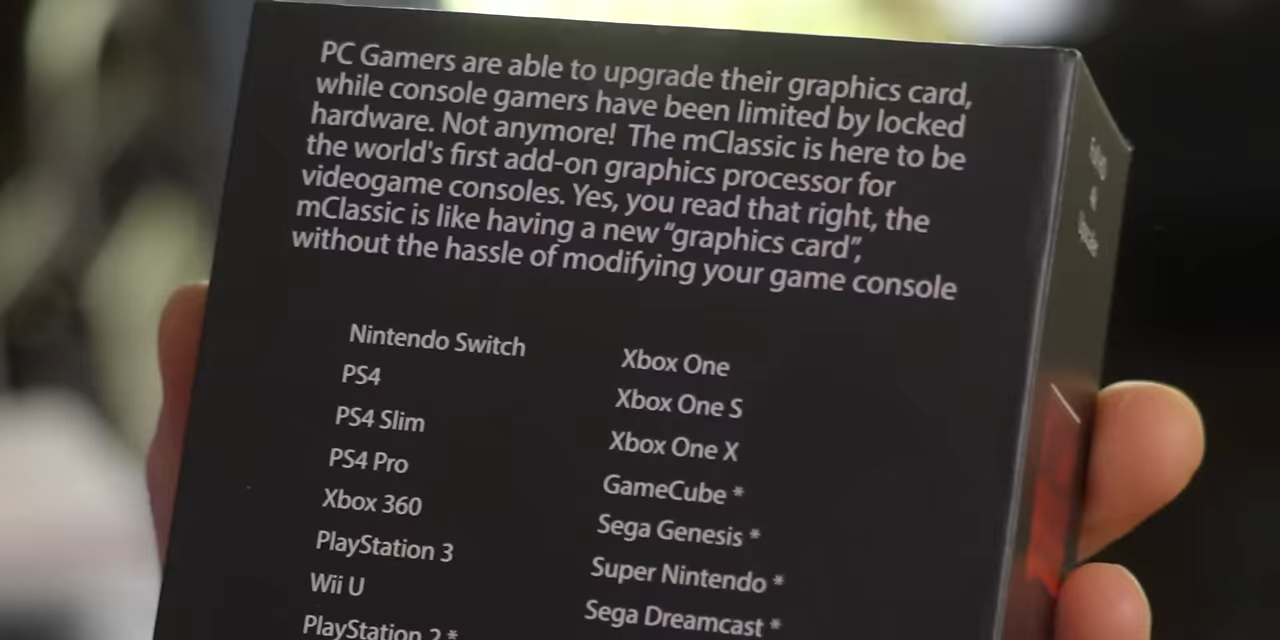 PC Gamers are able to upgrade their graphics card,
while console gamers have been limited by locked
hardware. Not anymore! The mClassic is here to be
the world's first add-on graphics processor for
videogame consoles. Yes, you read that right, the
mClassic is like having a new "graphics card",
without the hassle of modifying your game console
Nintendo Switch
PS4
PS4 Slim
PS4 Pro
Xbox 360
PlayStation 3
Wii U
PlayStation 2 *
Xbox One
Xbox One S
Xbox One X
GameCube *
Sega Genesis *
Super Nintendo *
Sega Dreamcast *